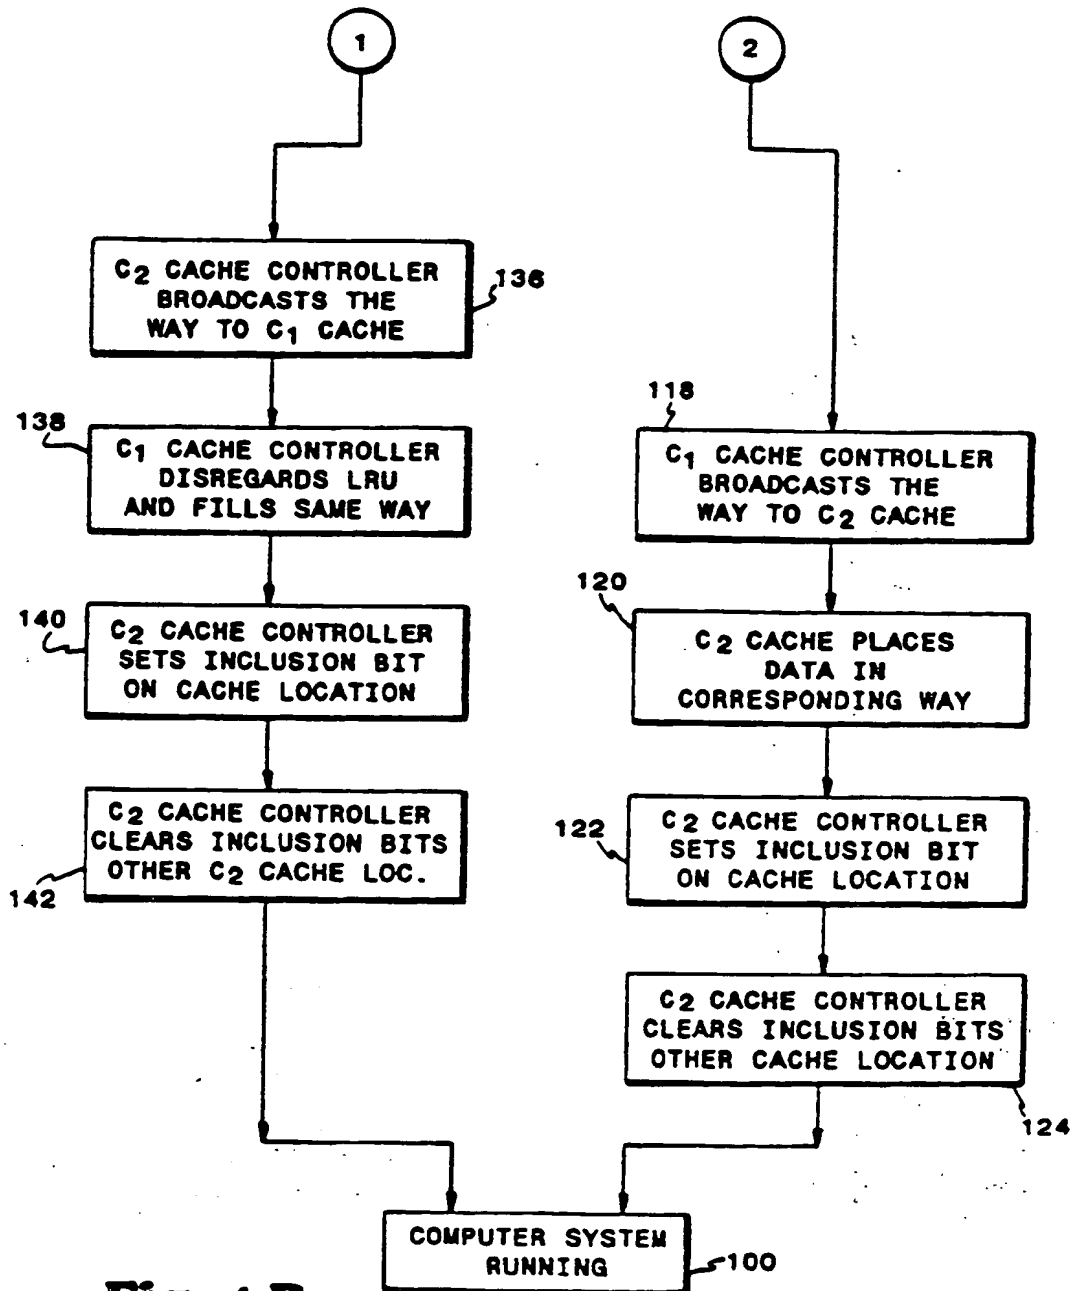 1
2
C2 CACHE CONTROLLER
BROADCASTS THE
WAY TO C1 CACHE
136
138
C1 CACHE CONTROLLER
DISREGARDS LRU
AND FILLS SAME WAY
118
C1 CACHE CONTROLLER
BROADCASTS THE
WAY TO C2 CACHE
140
C2 CACHE CONTROLLER
SETS INCLUSION BIT
ON CACHE LOCATION
120
C2 CACHE PLACES
DATA IN
CORRESPONDING WAY
C2 CACHE CONTROLLER
CLEARS INCLUSION BITS
OTHER C2 CACHE LOC.
142
122
C2 CACHE CONTROLLER
SETS INCLUSION BIT
ON CACHE LOCATION
C2 CACHE CONTROLLER
CLEARS INCLUSION BITS
OTHER CACHE LOCATION
124
COMPUTER SYSTEM
RUNNING
100